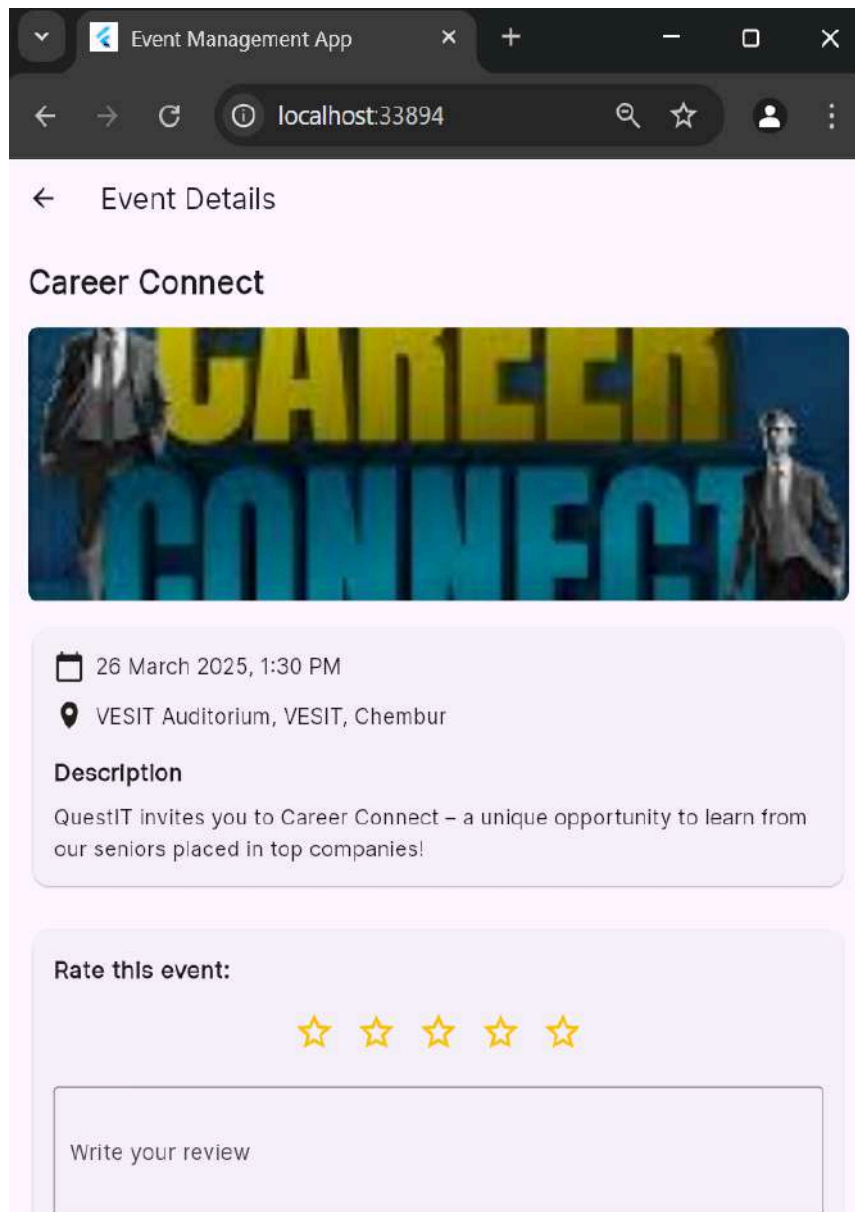 Event Management App
localhost:33894
Event Details
Career Connect
CAREER
CONNECT
26 March 2025, 1:30 PM
VESIT Auditorium, VESIT, Chembur
Description
QuestIT invites you to Career Connect – a unique opportunity to learn from
our seniors placed in top companies!
Rate this event:
Write your review